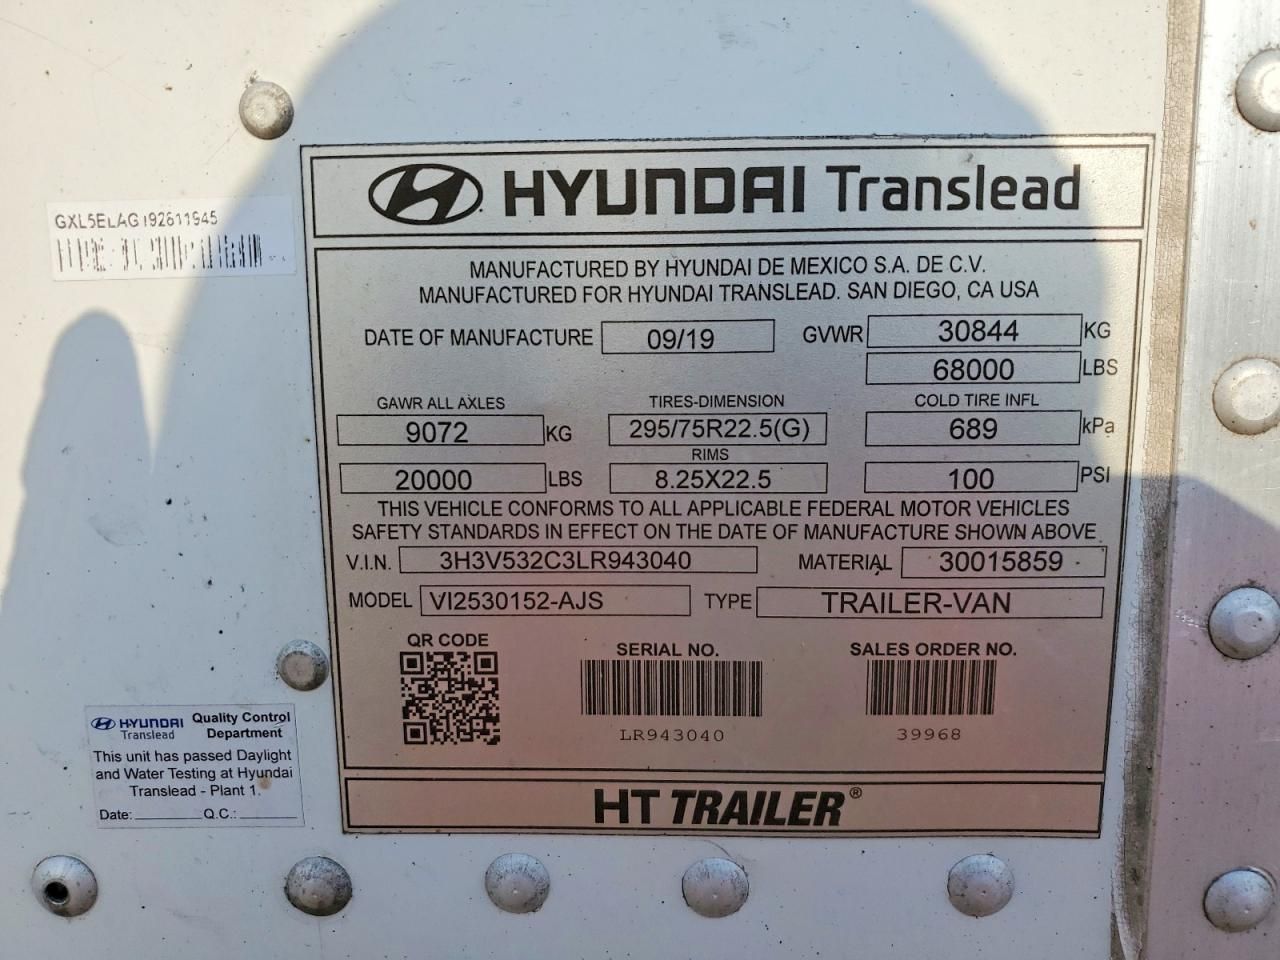 HYUNDAI Translead
MANUFACTURED BY HYUNDAI DE MEXICO S.A. DE C.V.
MANUFACTURED FOR HYUNDAI TRANSLEAD. SAN DIEGO, CA USA
DATE OF MANUFACTURE 09/19 GVWR 30844 KG
68000 LBS
GAWR ALL AXLES TIRES-DIMENSION COLD TIRE INFL
9072 KG 295/75R22.5(G) 689 kPa
RIMS
20000 LBS 8.25X22.5 100 PSI
THIS VEHICLE CONFORMS TO ALL APPLICABLE FEDERAL MOTOR VEHICLES
SAFETY STANDARDS IN EFFECT ON THE DATE OF MANUFACTURE SHOWN ABOVE
V.I.N. 3H3V532C3LR943040 MATERIAL 30015859
MODEL VI2530152-AJS TYPE TRAILER-VAN
QR CODE SERIAL NO. SALES ORDER NO.
LR943040 39968
HT TRAILER®
HYUNDAI Translead Quality Control Department
This unit has passed Daylight
and Water Testing at Hyundai
Translead - Plant 1.
Date: Q.C.: